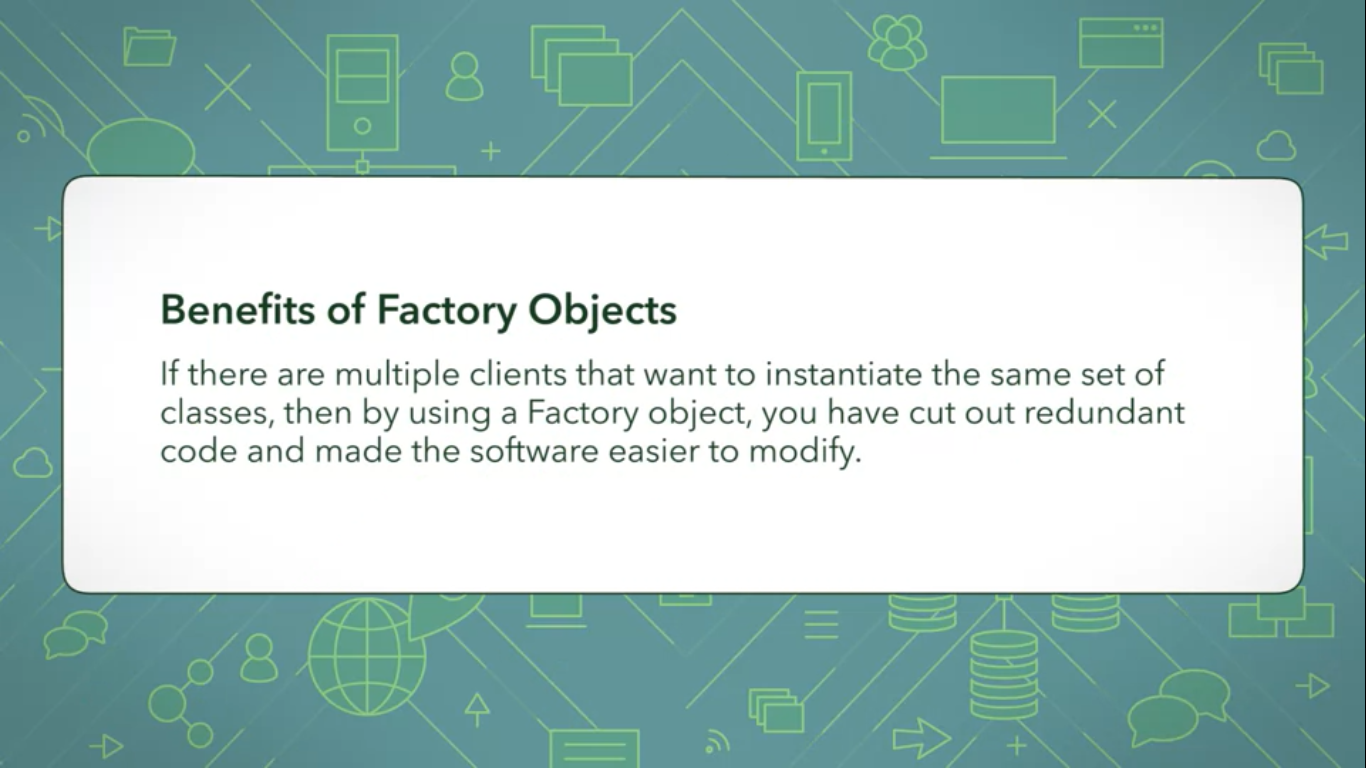 Benefits of Factory Objects
If there are multiple clients that want to instantiate the same set of
classes, then by using a Factory object, you have cut out redundant
code and made the software easier to modify.